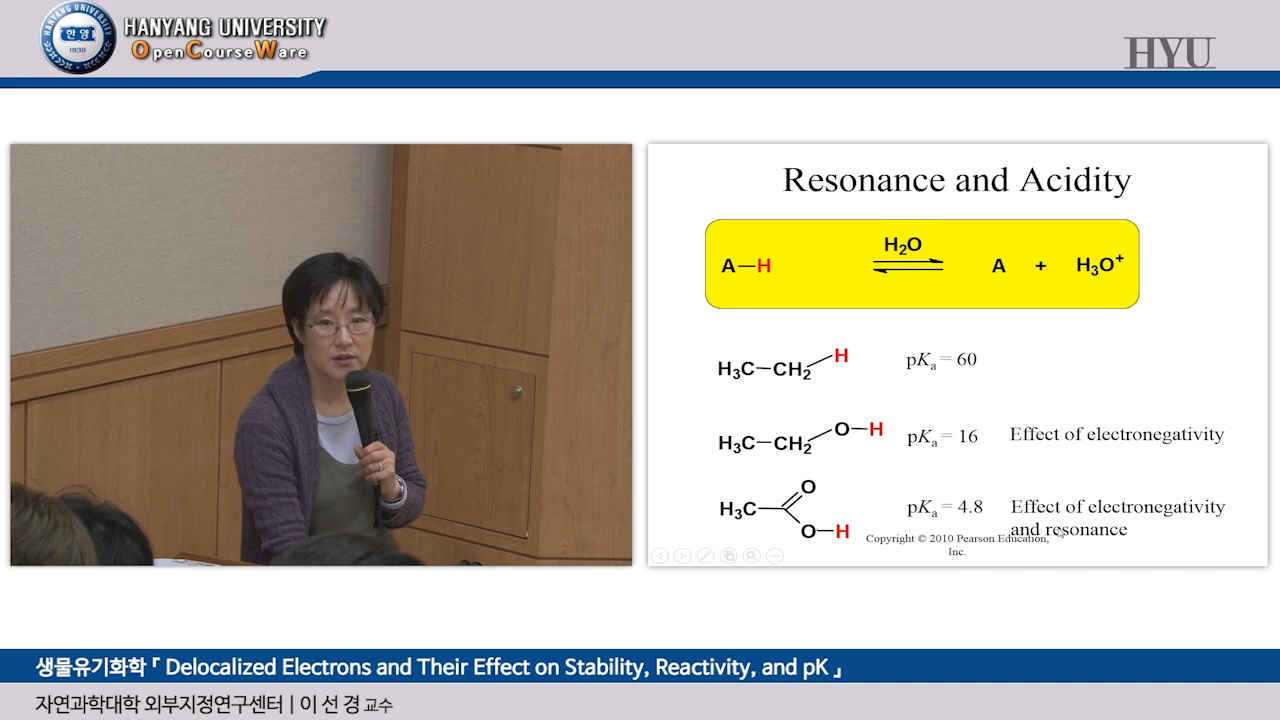 HANYANG UNIVERSITY
한양
1939
HANYANG UNIVERSITY
OpenCourseWare
HYU
Resonance and Acidity
A—H H₂O A + H₃O⁺
H₃C—CH₂ H pKₐ = 60
H₃C—CH₂ O—H pKₐ = 16 Effect of electronegativity
H₃C O O—H pKₐ = 4.8 Effect of electronegativity
and resonance
Copyright © 2010 Pearson Education,
Inc.
생물유기화학 「 Delocalized Electrons and Their Effect on Stability, Reactivity, and pK 」
자연과학대학 외부지정연구센터 | 이 선 경 교수